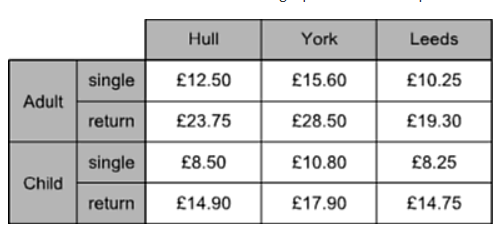 Hull York Leeds
Adult single £12.50 £15.60 £10.25
return £23.75 £28.50 £19.30
Child single £8.50 £10.80 £8.25
return £14.90 £17.90 £14.75